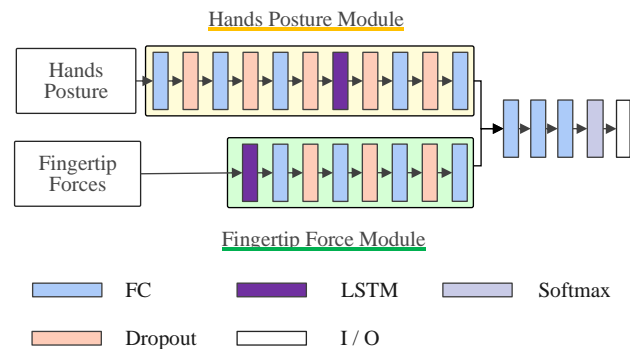 Hands Posture Module
Hands
Posture
Fingertip
Forces
Fingertip Force Module
FC
LSTM
Softmax
Dropout
I / O